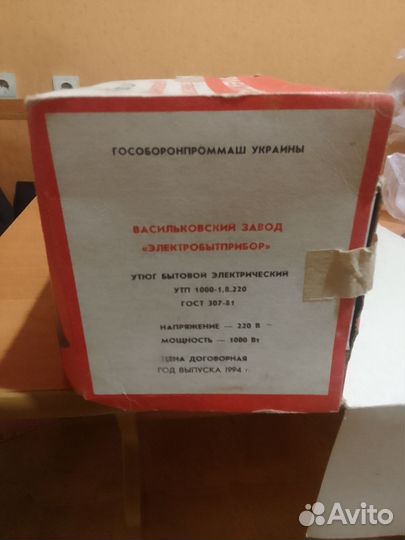 ГОСОБОРОНПРОММАШ УКРАИНЫ
ВАСИЛЬКОВСКИЙ ЗАВОД
«ЭЛЕКТРОБЫТПРИБОР»
УТЮГ БЫТОВОЙ ЭЛЕКТРИЧЕСКИЙ
УТП 1000-1,8.220
ГОСТ 307-81
НАПРЯЖЕНИЕ — 220 В
МОЩНОСТЬ — 1000 Вт
ЦЕНА ДОГОВОРНАЯ
ГОД ВЫПУСКА 1994 г.
Avito